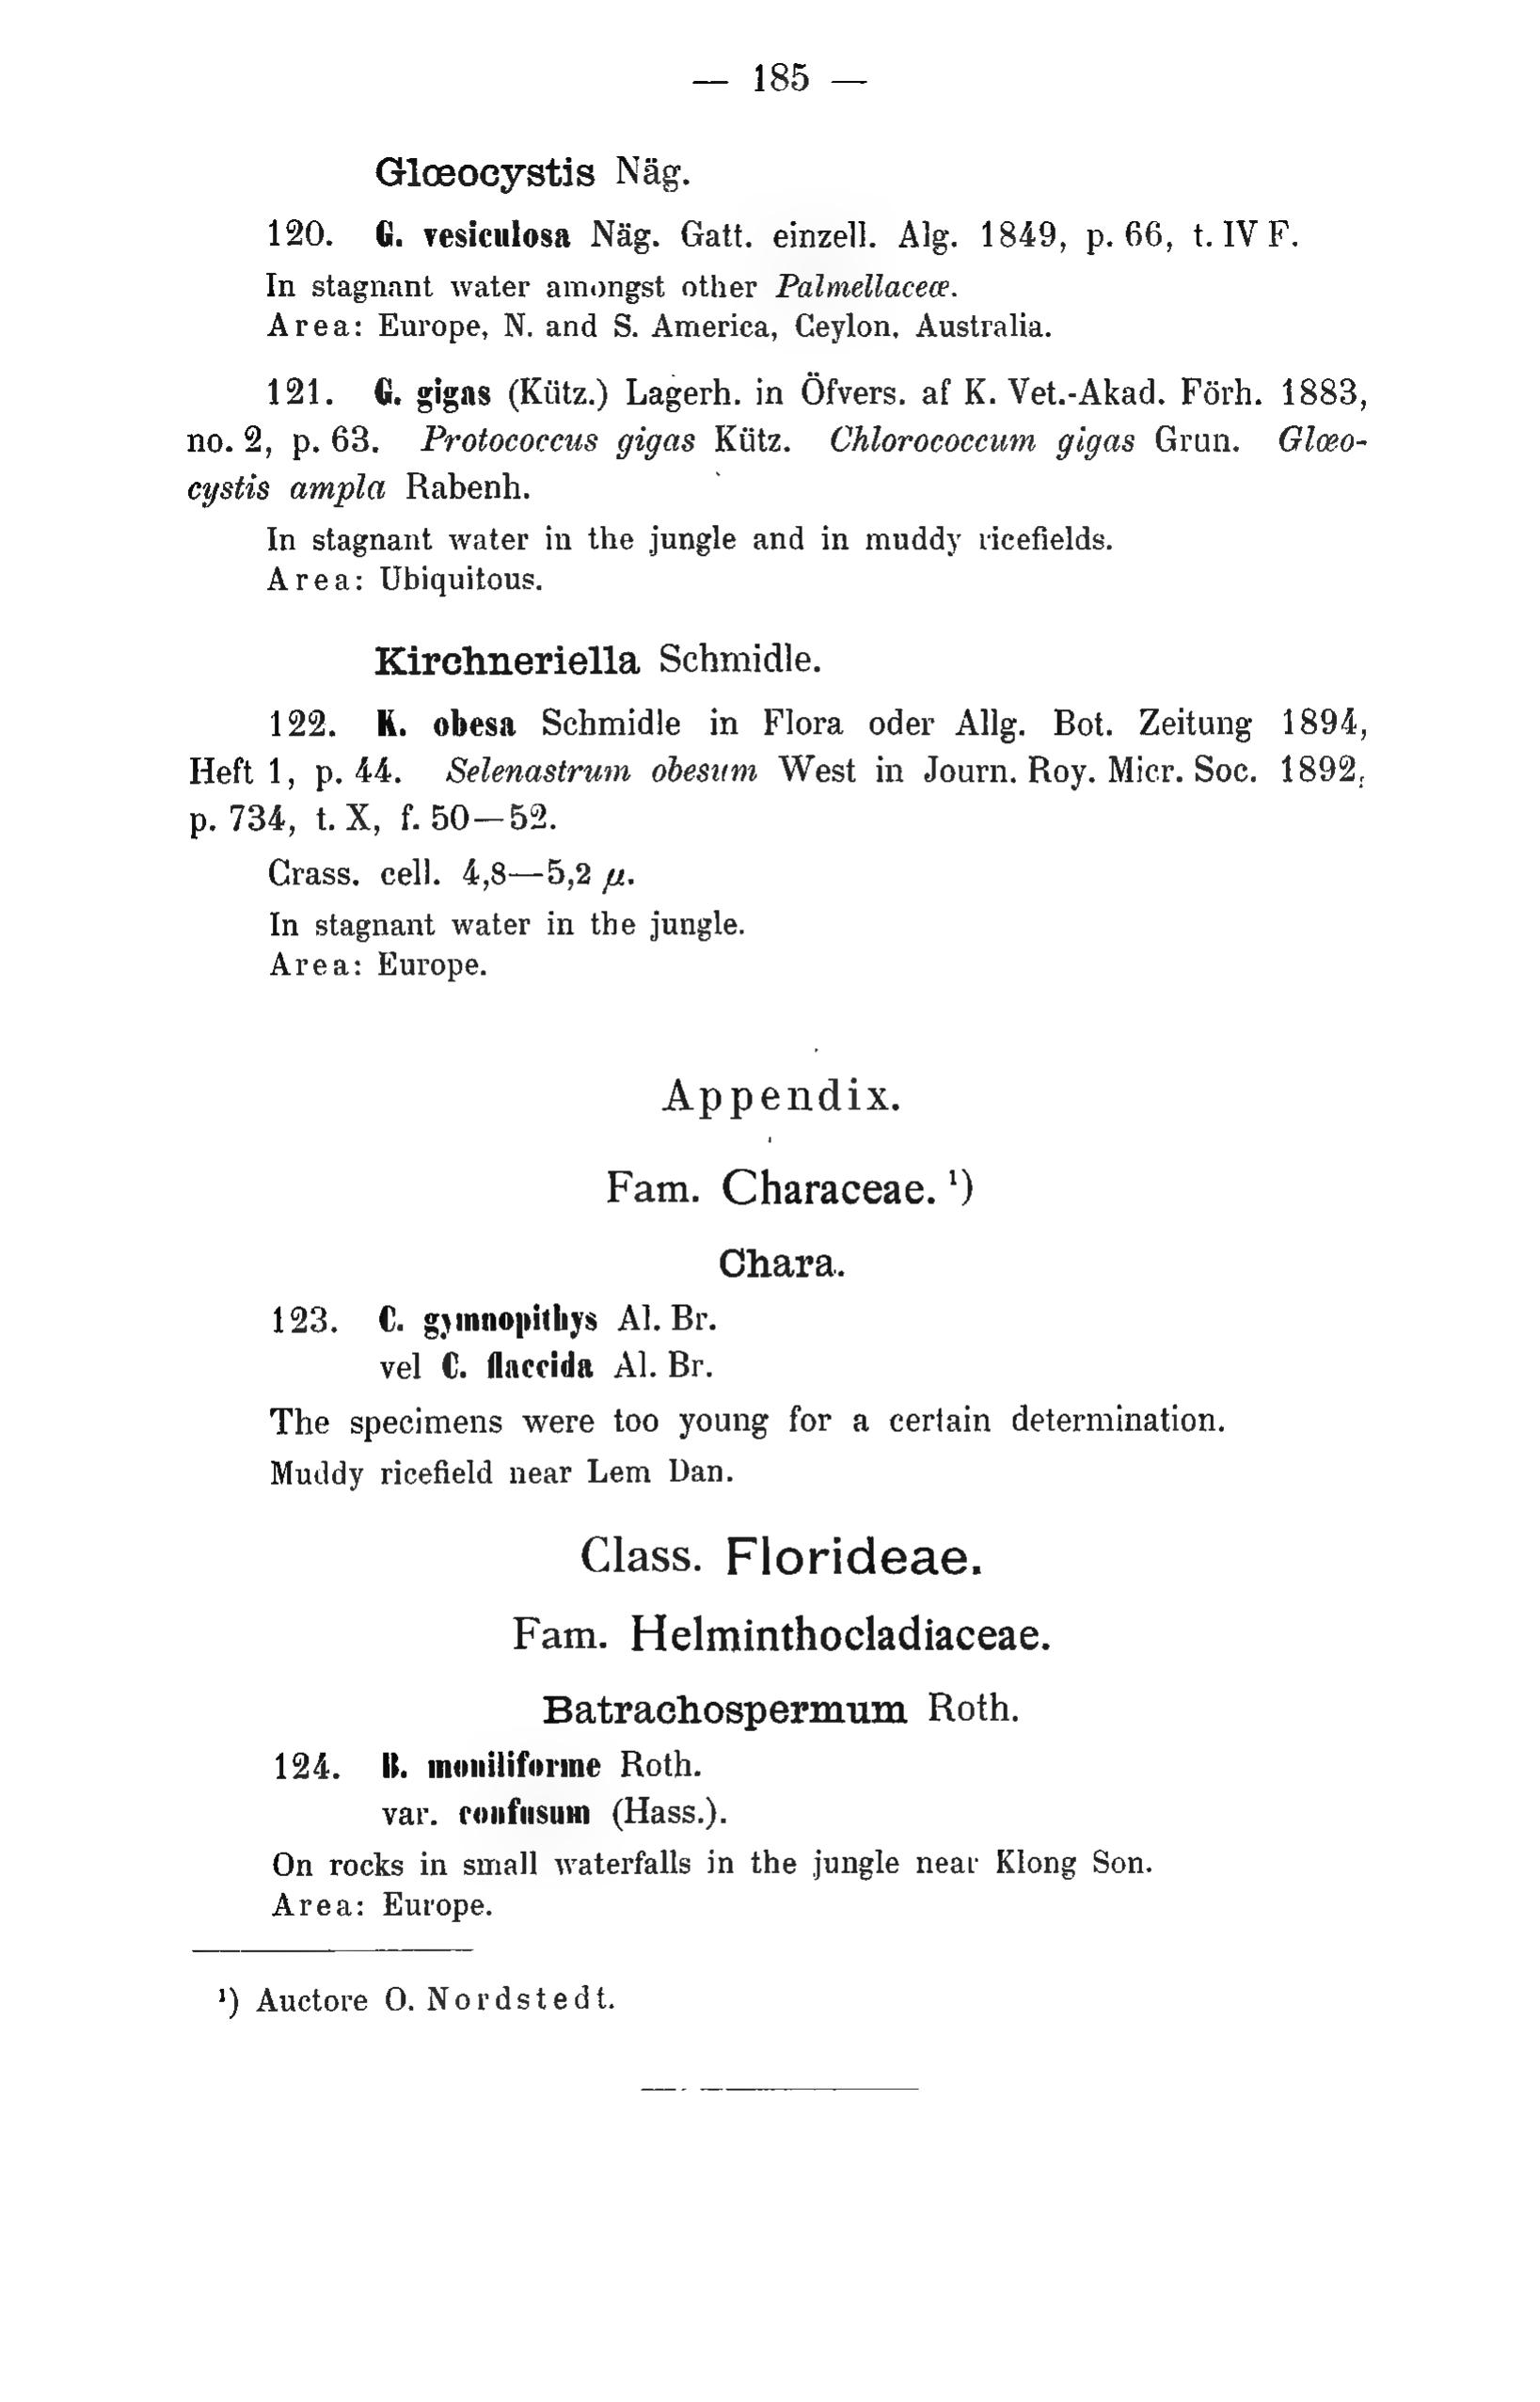 — 185 —
Glœocystis Näg.
120. G. vesiculosa Näg. Gatt. einzell. Alg. 1849, p. 66, t. IV F.
In stagnant water amongst other Palmellaceæ.
Area: Europe, N. and S. America, Ceylon, Australia.
121. G. gigas (Kütz.) Lagerh. in Öfvers. af K. Vet.-Akad. Förh. 1883,
no. 2, p. 63. Protococcus gigas Kütz. Chlorococcum gigas Grun. Glœo-
cystis ampla Rabenh.
In stagnant water in the jungle and in muddy ricefields.
Area: Ubiquitous.
Kirchneriella Schmidle.
122. K. obesa Schmidle in Flora oder Allg. Bot. Zeitung 1894,
Heft 1, p. 44. Selenastrum obesum West in Journ. Roy. Micr. Soc. 1892,
p. 734, t. X, f. 50—52.
Crass. cell. 4,8—5,2 μ.
In stagnant water in the jungle.
Area: Europe.
Appendix.
Fam. Characeae. ¹)
Chara.
123. C. gymnopithys Al. Br.
vel C. flaccida Al. Br.
The specimens were too young for a certain determination.
Muddy ricefield near Lem Dan.
Class. Florideae.
Fam. Helminthocladiaceae.
Batrachospermum Roth.
124. B. moniliforme Roth.
var. confusum (Hass.).
On rocks in small waterfalls in the jungle near Klong Son.
Area: Europe.
¹) Auctore O. Nordstedt.